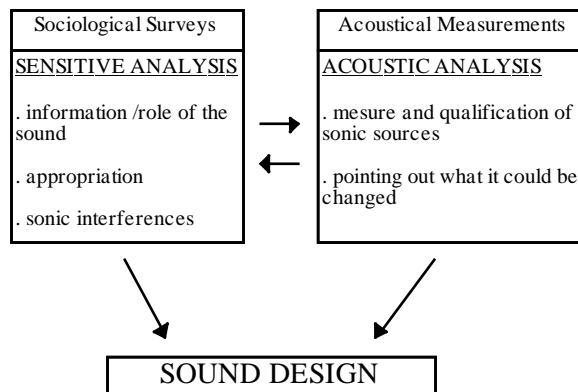 Sociological Surveys
SENSITIVE ANALYSIS
. information /role of the
sound
. appropriation
. sonic interferences
Acoustical Measurements
ACOUSTIC ANALYSIS
. mesure and qualification of
sonic sources
. pointing out what it could be
changed
SOUND DESIGN